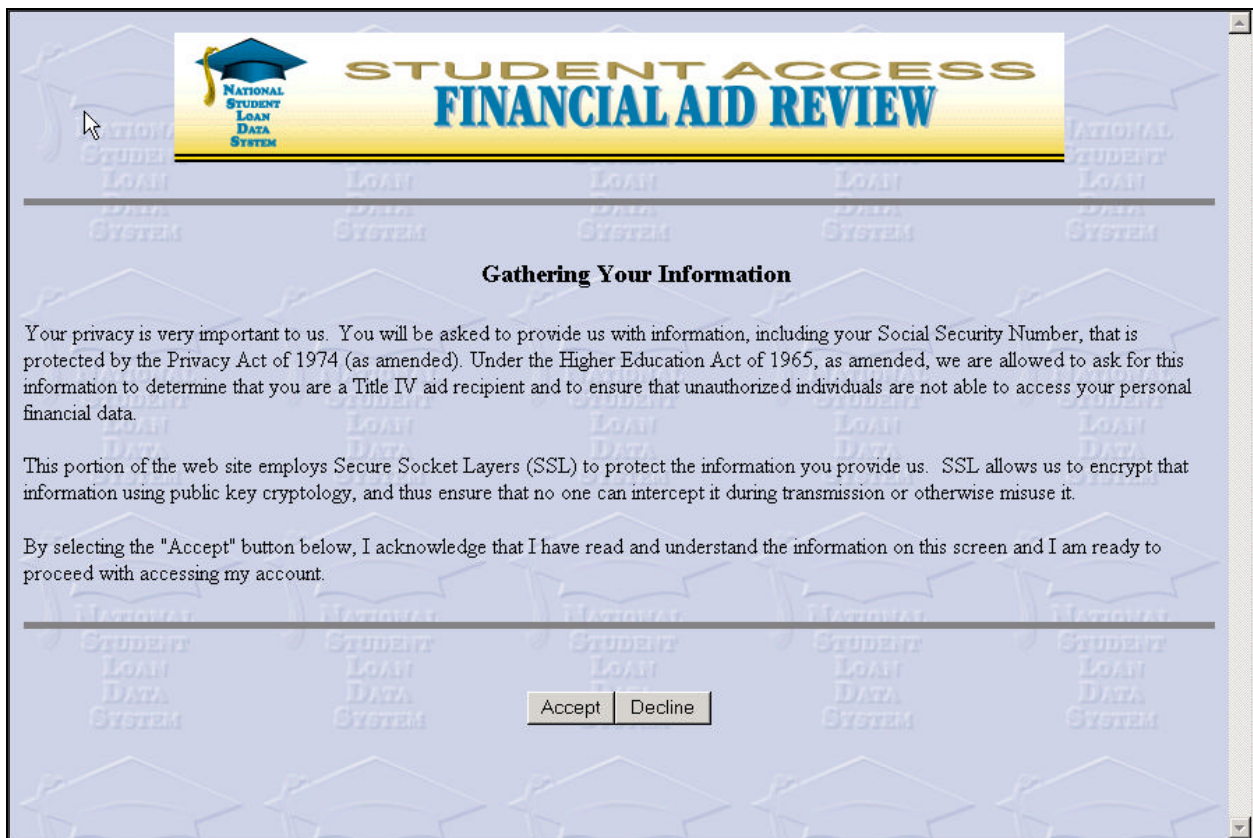 NATIONAL
STUDENT
LOAN
DATA
SYSTEM
STUDENT ACCESS
FINANCIAL AID REVIEW
Gathering Your Information
Your privacy is very important to us. You will be asked to provide us with information, including your Social Security Number, that is
protected by the Privacy Act of 1974 (as amended). Under the Higher Education Act of 1965, as amended, we are allowed to ask for this
information to determine that you are a Title IV aid recipient and to ensure that unauthorized individuals are not able to access your personal
financial data.
This portion of the web site employs Secure Socket Layers (SSL) to protect the information you provide us. SSL allows us to encrypt that
information using public key cryptology, and thus ensure that no one can intercept it during transmission or otherwise misuse it.
By selecting the "Accept" button below, I acknowledge that I have read and understand the information on this screen and I am ready to
proceed with accessing my account.
Accept Decline